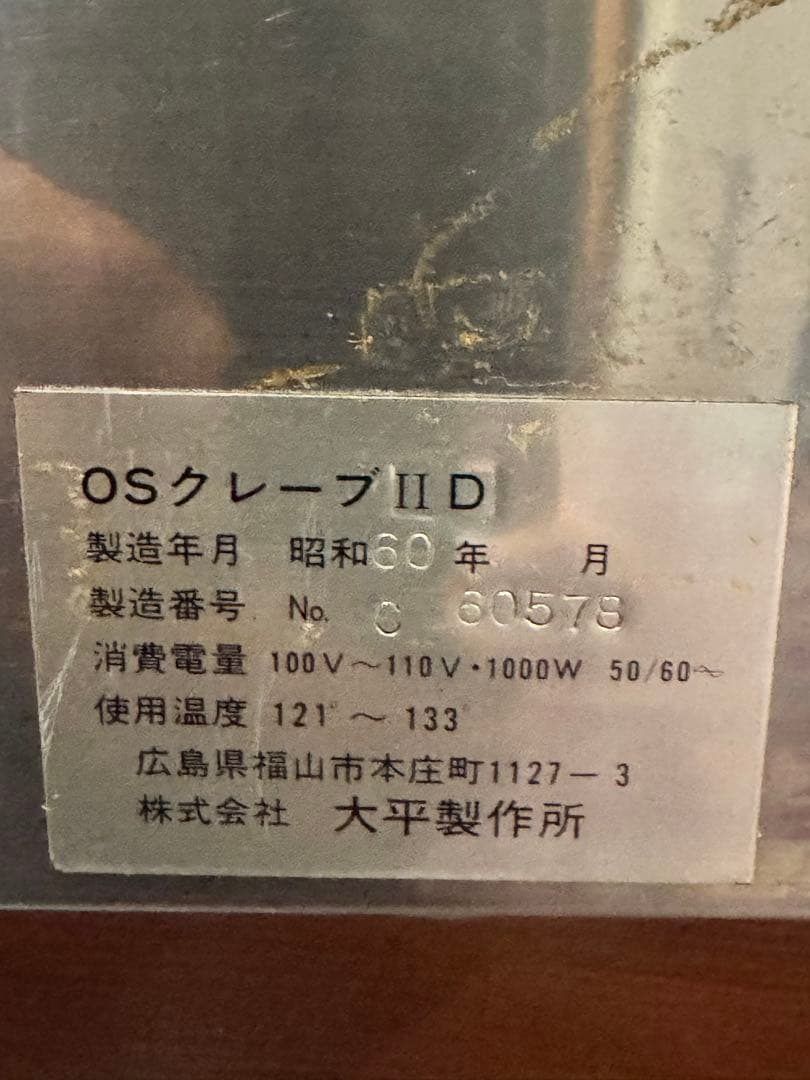 OSクレーブⅡD
製造年月 昭和60年 月
製造番号 No. C 60578
消費電量 100V～110V・1000W 50/60～
使用温度 121°～133°
広島県福山市本庄町1127－3
株式会社 大平製作所